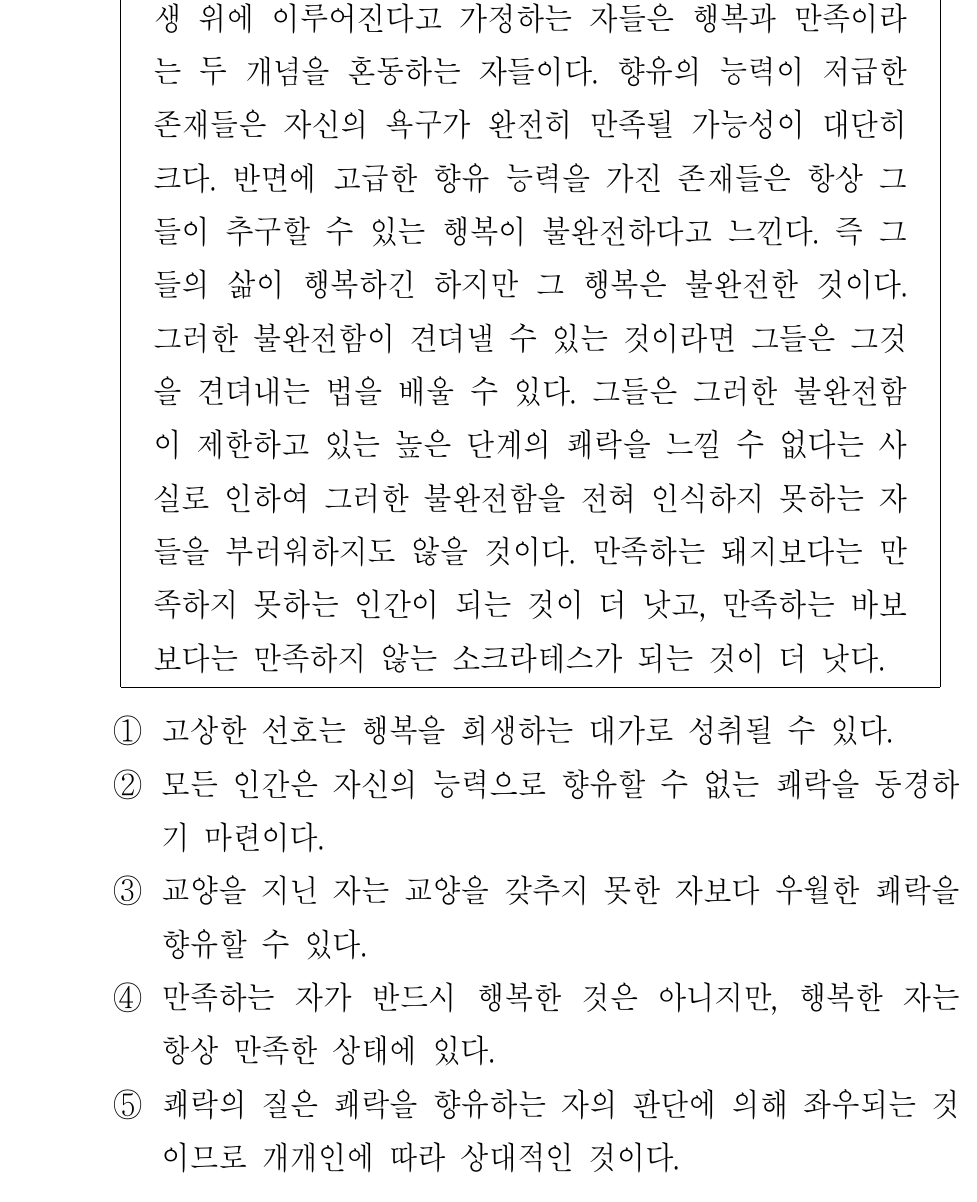 생 위에 이루어진다고 가정하는 자들은 행복과 만족이라
는 두 개념을 혼동하는 자들이다. 향유의 능력이 저급한
존재들은 자신의 욕구가 완전히 만족될 가능성이 대단히
크다. 반면에 고급한 향유 능력을 가진 존재들은 항상 그
들이 추구할 수 있는 행복이 불완전하다고 느낀다. 즉 그
들의 삶이 행복하긴 하지만 그 행복은 불완전한 것이다.
그러한 불완전함이 견뎌낼 수 있는 것이라면 그들은 그것
을 견뎌내는 법을 배울 수 있다. 그들은 그러한 불완전함
이 제한하고 있는 높은 단계의 쾌락을 느낄 수 없다는 사
실로 인하여 그러한 불완전함을 전혀 인식하지 못하는 자
들을 부러워하지도 않을 것이다. 만족하는 돼지보다는 만
족하지 못하는 인간이 되는 것이 더 낫고, 만족하는 바보
보다는 만족하지 않는 소크라테스가 되는 것이 더 낫다.
① 고상한 선호는 행복을 희생하는 대가로 성취될 수 있다.
② 모든 인간은 자신의 능력으로 향유할 수 없는 쾌락을 동경하
기 마련이다.
③ 교양을 지닌 자는 교양을 갖추지 못한 자보다 우월한 쾌락을
향유할 수 있다.
④ 만족하는 자가 반드시 행복한 것은 아니지만, 행복한 자는
항상 만족한 상태에 있다.
⑤ 쾌락의 질은 쾌락을 향유하는 자의 판단에 의해 좌우되는 것
이므로 개개인에 따라 상대적인 것이다.